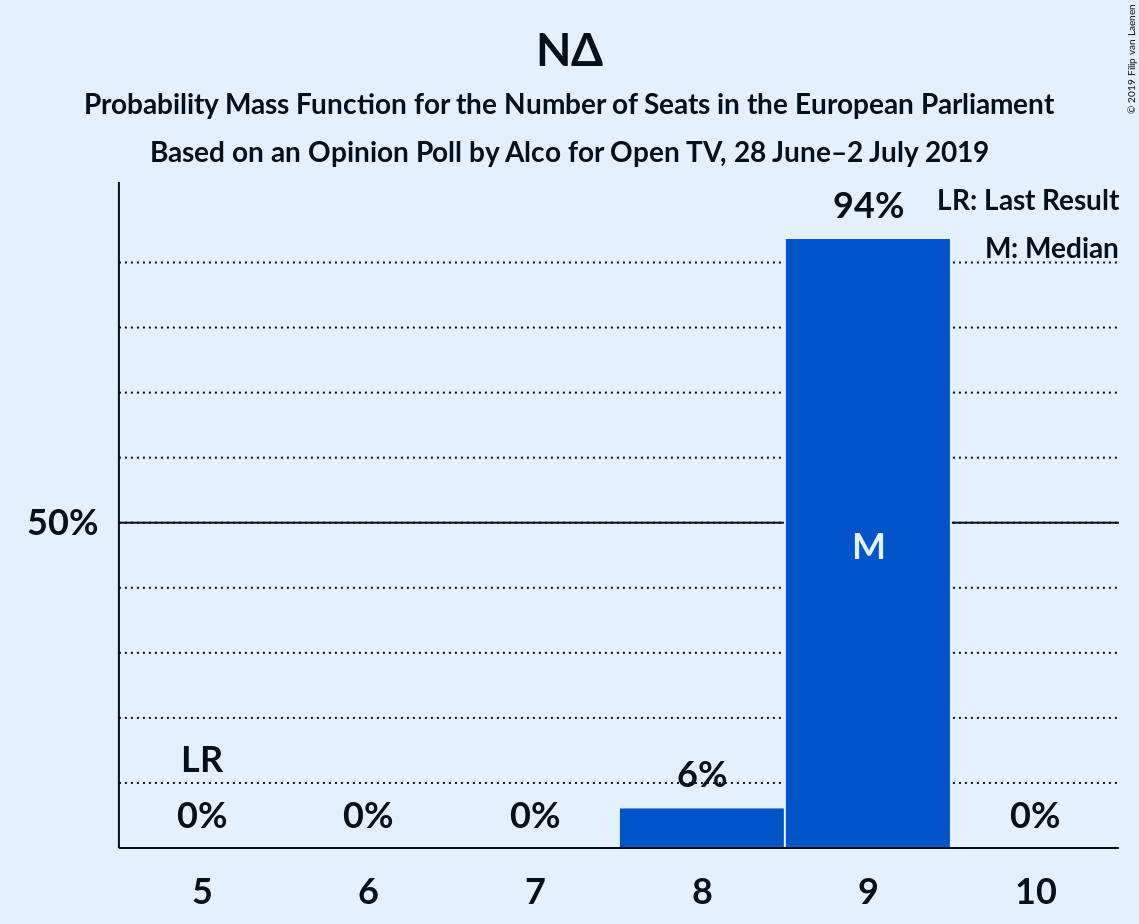 ΝΔ
Probability Mass Function for the Number of Seats in the European Parliament
Based on an Opinion Poll by Alco for Open TV, 28 June–2 July 2019
© 2019 Filip van Laenen
94%
LR: Last Result
M: Median
50%
M
LR
6%
0%
0%
0%
0%
5
6
7
8
9
10